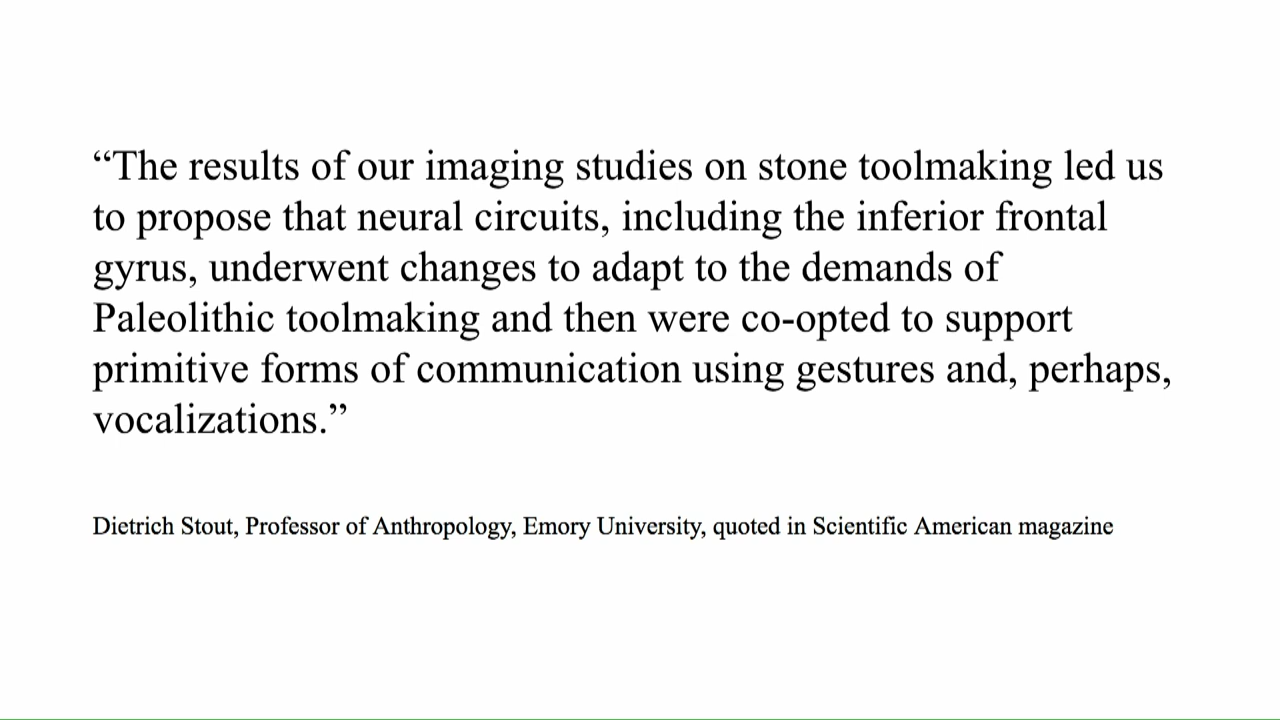 “The results of our imaging studies on stone toolmaking led us
to propose that neural circuits, including the inferior frontal
gyrus, underwent changes to adapt to the demands of
Paleolithic toolmaking and then were co-opted to support
primitive forms of communication using gestures and, perhaps,
vocalizations.”
Dietrich Stout, Professor of Anthropology, Emory University, quoted in Scientific American magazine